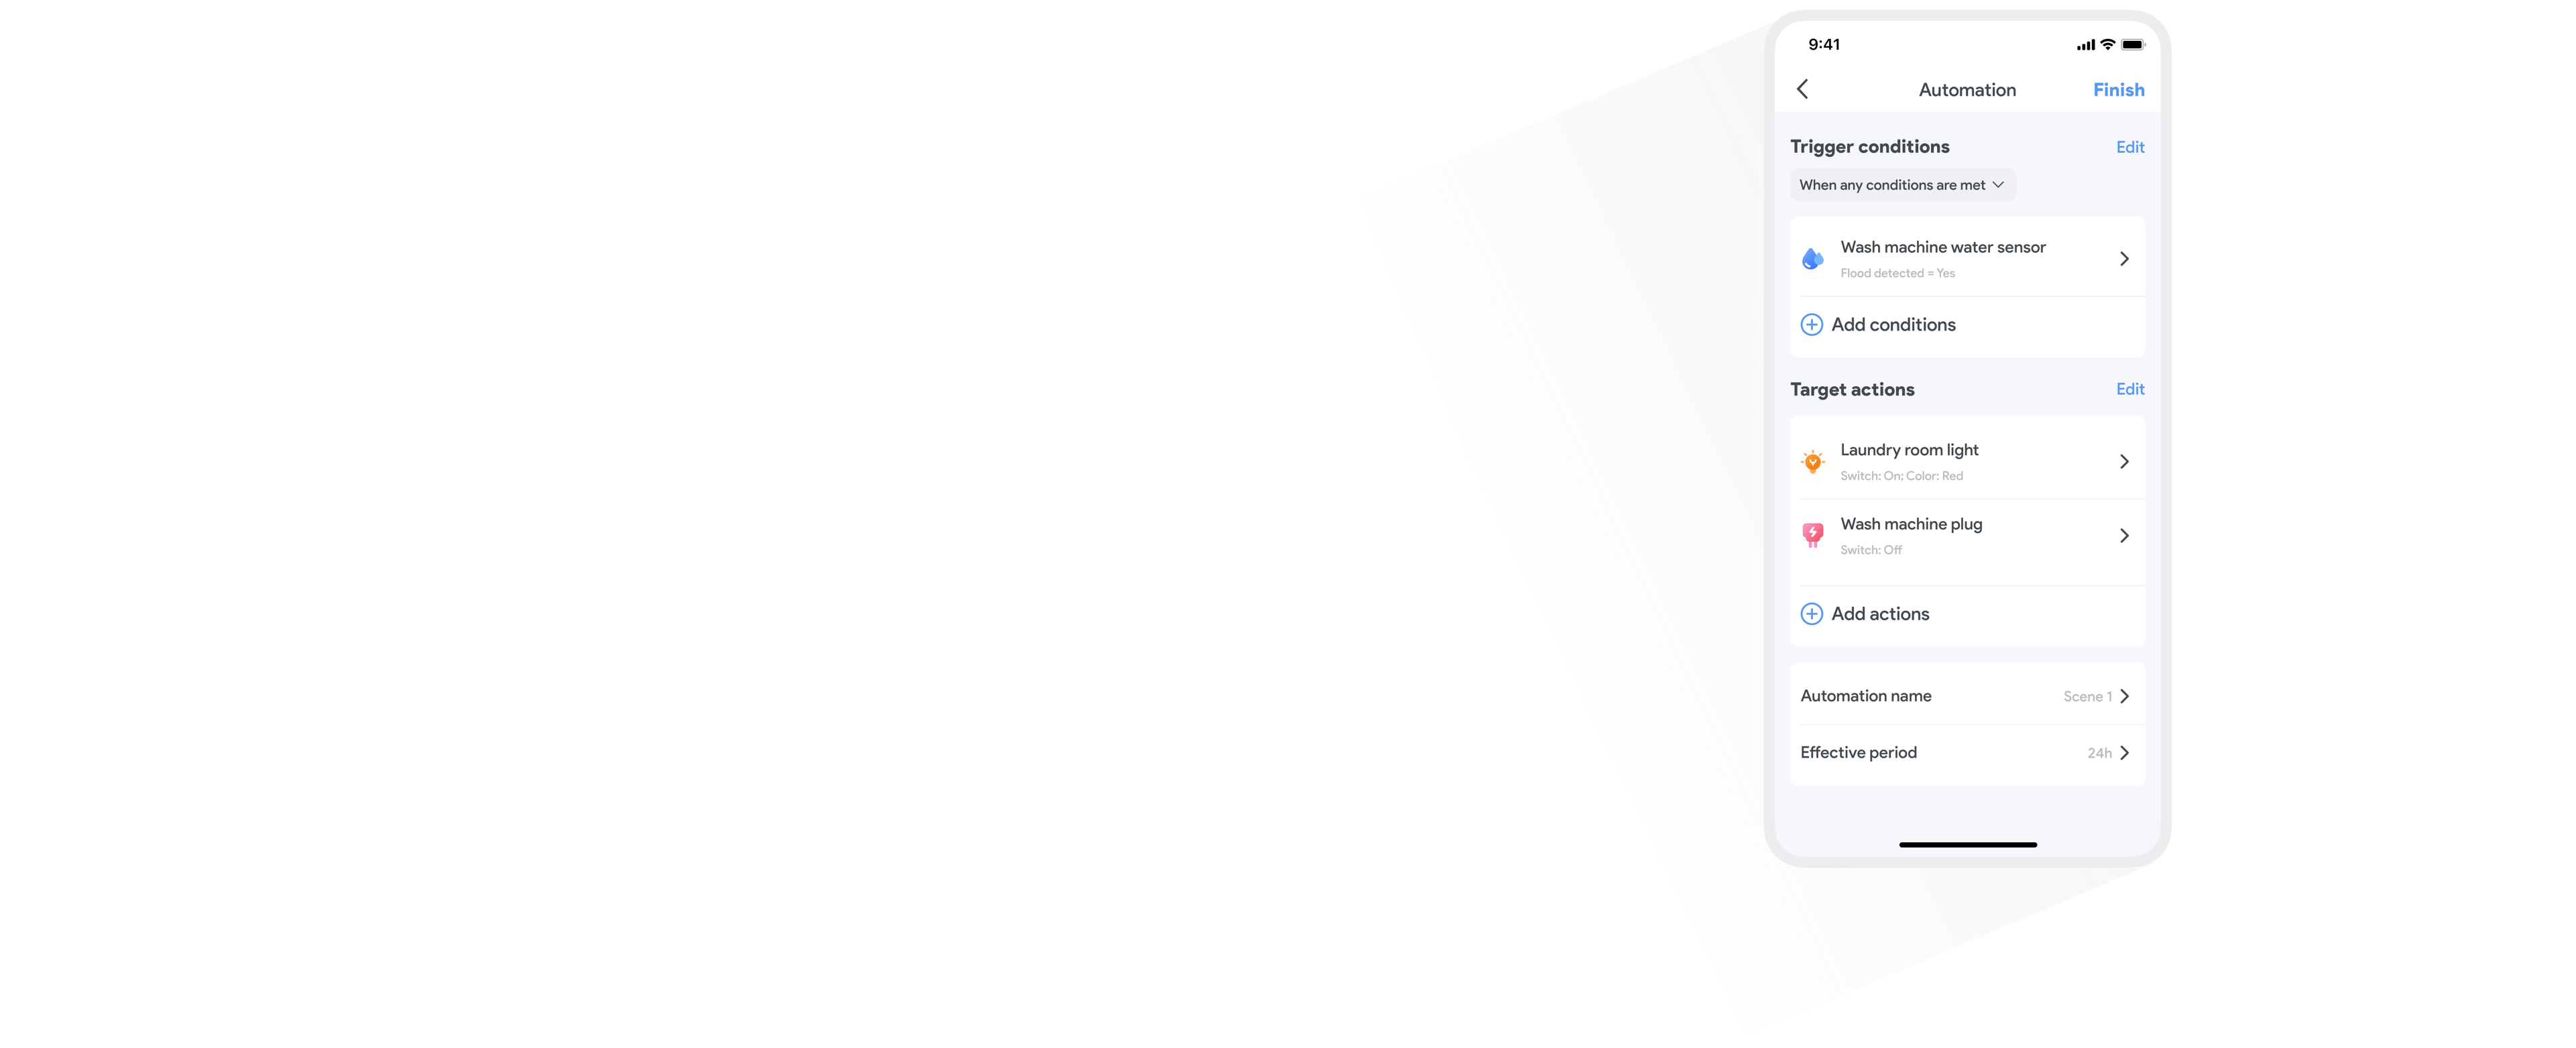 9:41
Automation
Finish
Trigger conditions
Edit
When any conditions are met
Wash machine water sensor
Flood detected = Yes
Add conditions
Target actions
Edit
Laundry room light
Switch: On; Color: Red
Wash machine plug
Switch: Off
Add actions
Automation name
Scene 1
Effective period
24h